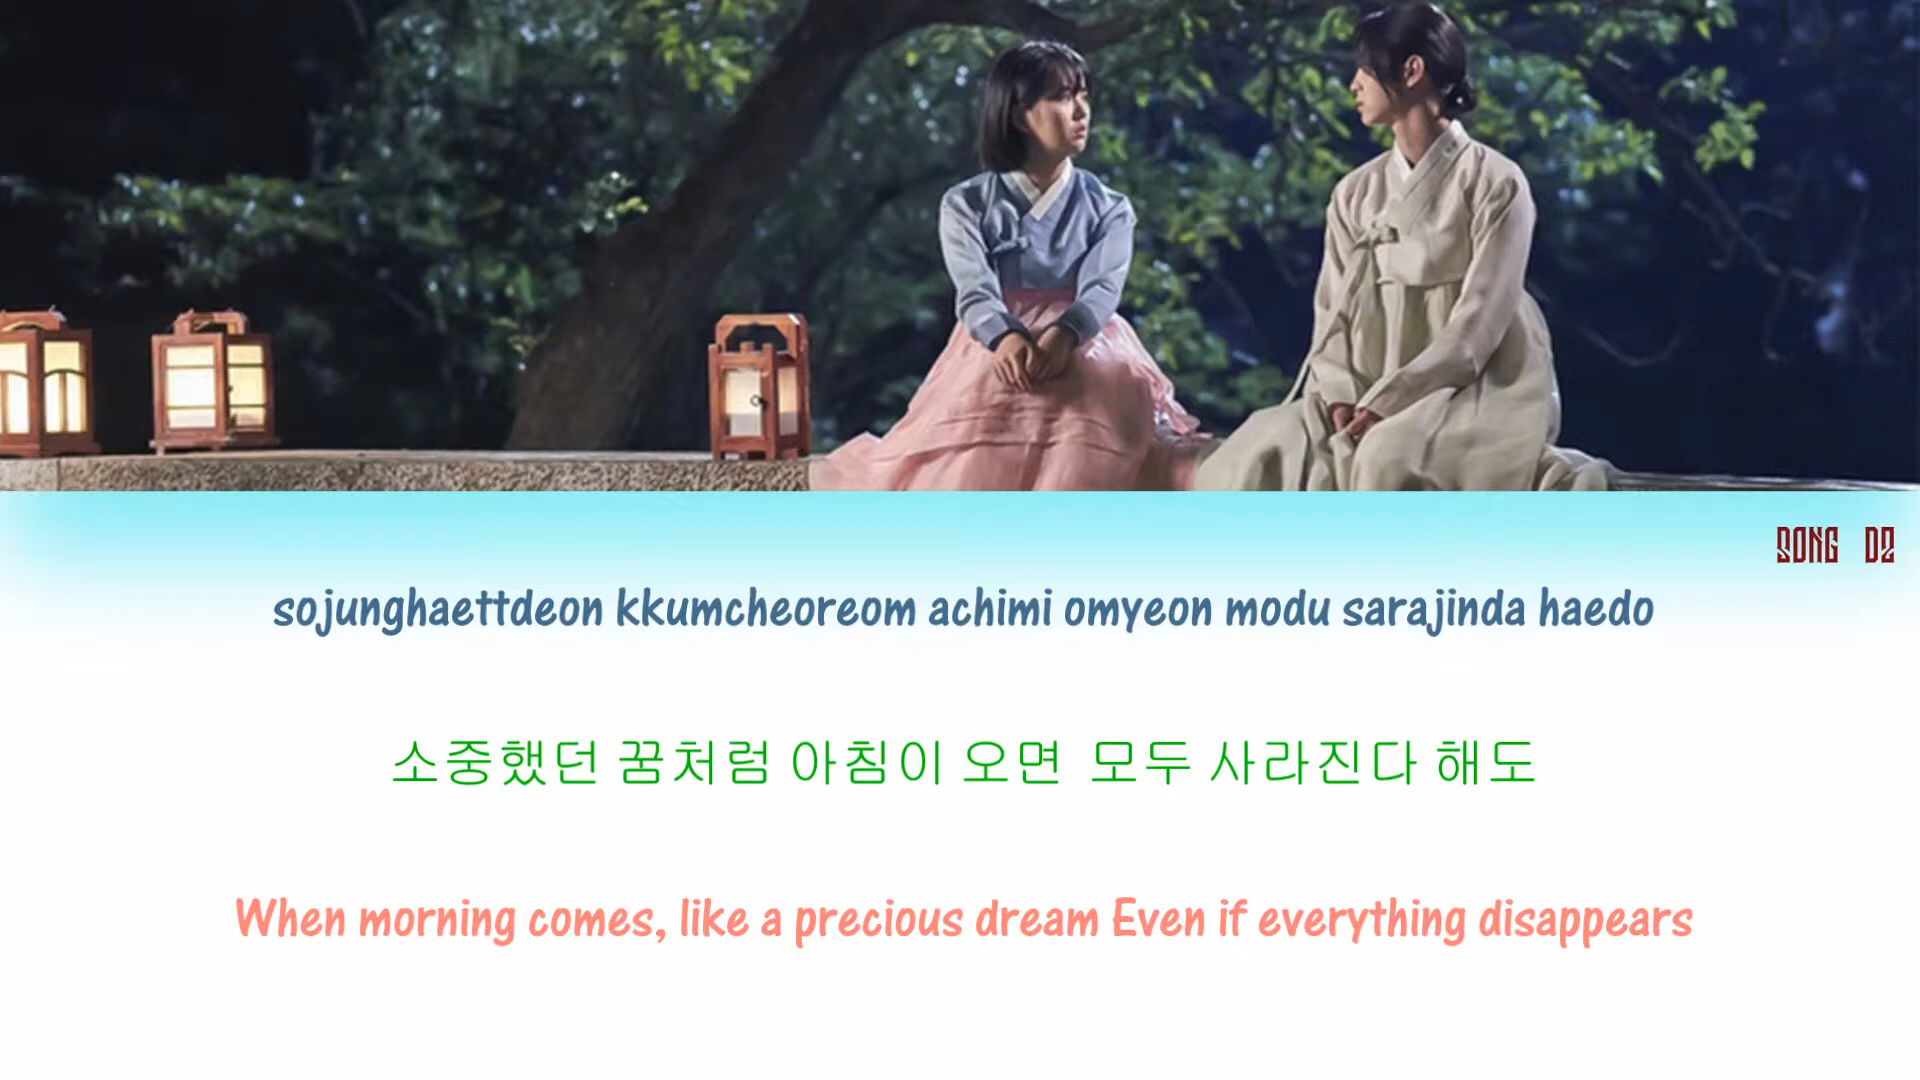 SONG DZ
sojunghaettdeon kkumcheoreom achimi omyeon modu sarajinda haedo
소중했던 꿈처럼 아침이 오면 모두 사라진다 해도
When morning comes, like a precious dream Even if everything disappears